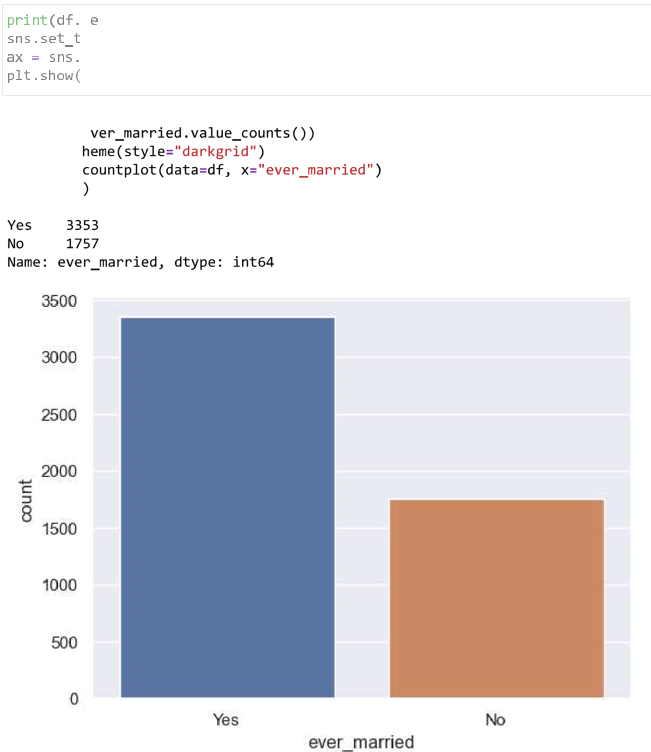 print(df. e
sns.set_t
ax = sns.
plt.show(
ver_married.value_counts())
heme(style="darkgrid")
countplot(data=df, x="ever_married")
)
Yes 3353
No 1757
Name: ever_married, dtype: int64
3500
3000
2500
2000
1500
1000
500
0
count
Yes No
ever_married